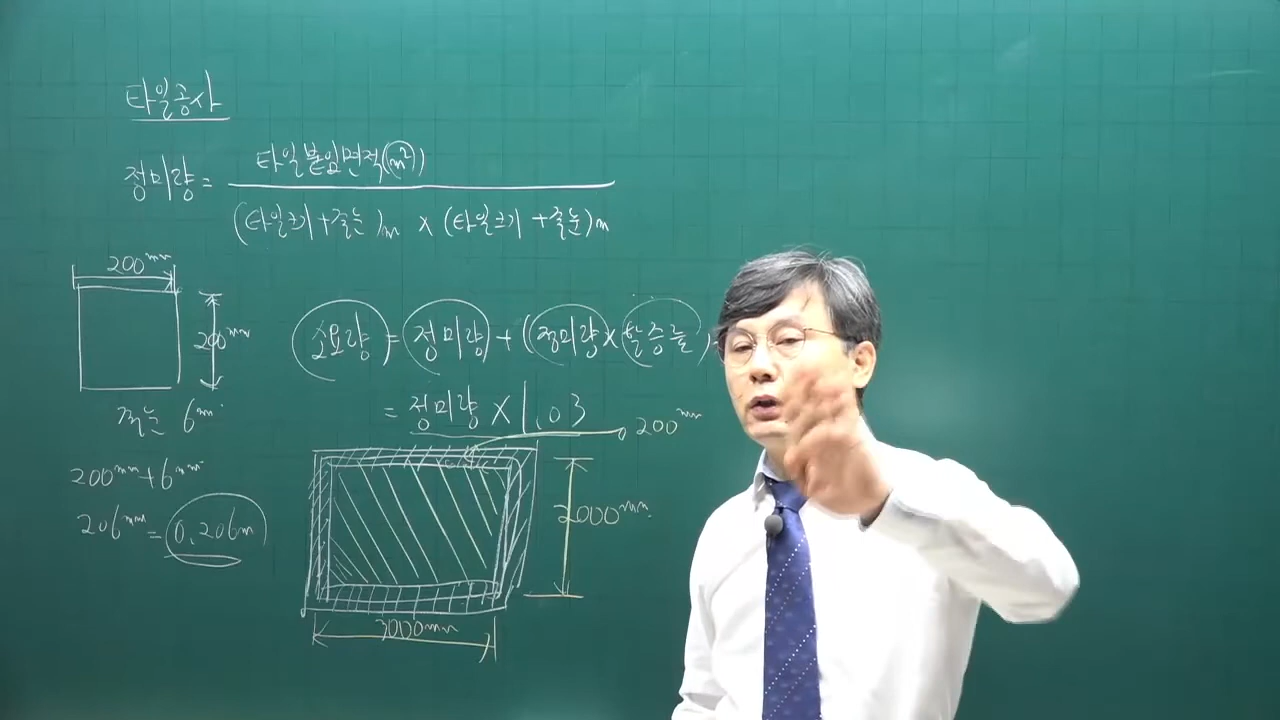 타일공사
타일붙임면적(m²)
정미량 =
(타일크기+줄눈)m × (타일크기+줄눈)m
200mm
200mm
줄눈 6mm
200mm+6mm
206mm = 0.206m
소요량 = 정미량 + (정미량×할증률)
= 정미량 × 1.03
200mm
2000mm
3000mm